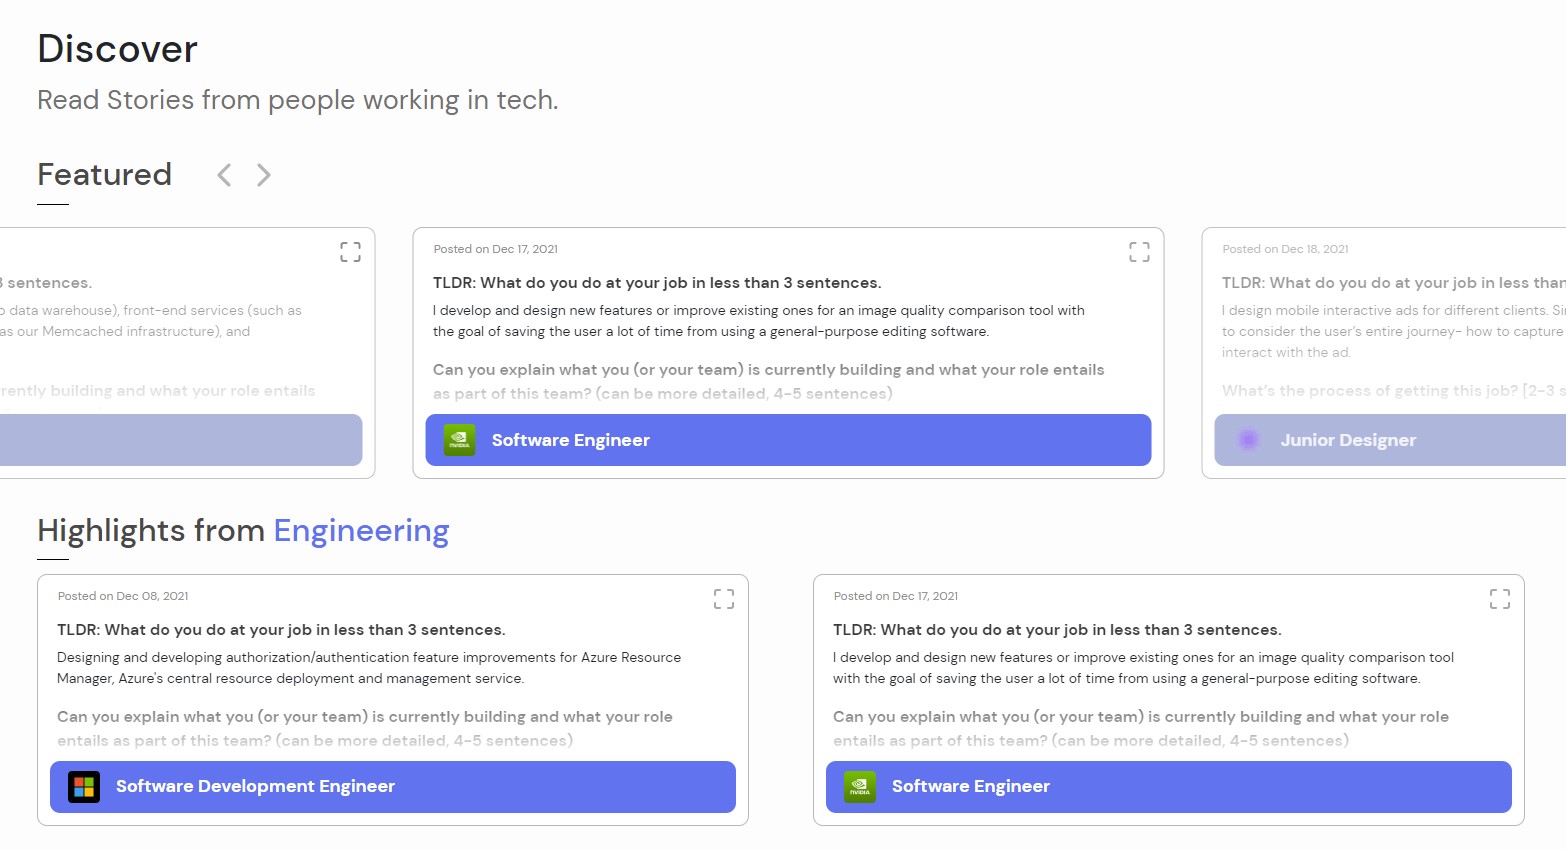 Discover
Read Stories from people working in tech.
Featured
3 sentences.
data warehouse), front-end services (such as
as our Memcached infrastructure), and
currently building and what your role entails
Posted on Dec 17, 2021
TLDR: What do you do at your job in less than 3 sentences.
I develop and design new features or improve existing ones for an image quality comparison tool with
the goal of saving the user a lot of time from using a general-purpose editing software.
Can you explain what you (or your team) is currently building and what your role entails
as part of this team? (can be more detailed, 4-5 sentences)
NVIDIA
Software Engineer
Posted on Dec 18, 2021
TLDR: What do you do at your job in less than
I design mobile interactive ads for different clients.
to consider the user's entire journey- how to capture
interact with the ad.
What's the process of getting this job? [2-3 s
Junior Designer
Highlights from Engineering
Posted on Dec 08, 2021
TLDR: What do you do at your job in less than 3 sentences.
Designing and developing authorization/authentication feature improvements for Azure Resource
Manager, Azure's central resource deployment and management service.
Can you explain what you (or your team) is currently building and what your role
entails as part of this team? (can be more detailed, 4-5 sentences)
Software Development Engineer
Posted on Dec 17, 2021
TLDR: What do you do at your job in less than 3 sentences.
I develop and design new features or improve existing ones for an image quality comparison tool
with the goal of saving the user a lot of time from using a general-purpose editing software.
Can you explain what you (or your team) is currently building and what your role
entails as part of this team? (can be more detailed, 4-5 sentences)
NVIDIA
Software Engineer